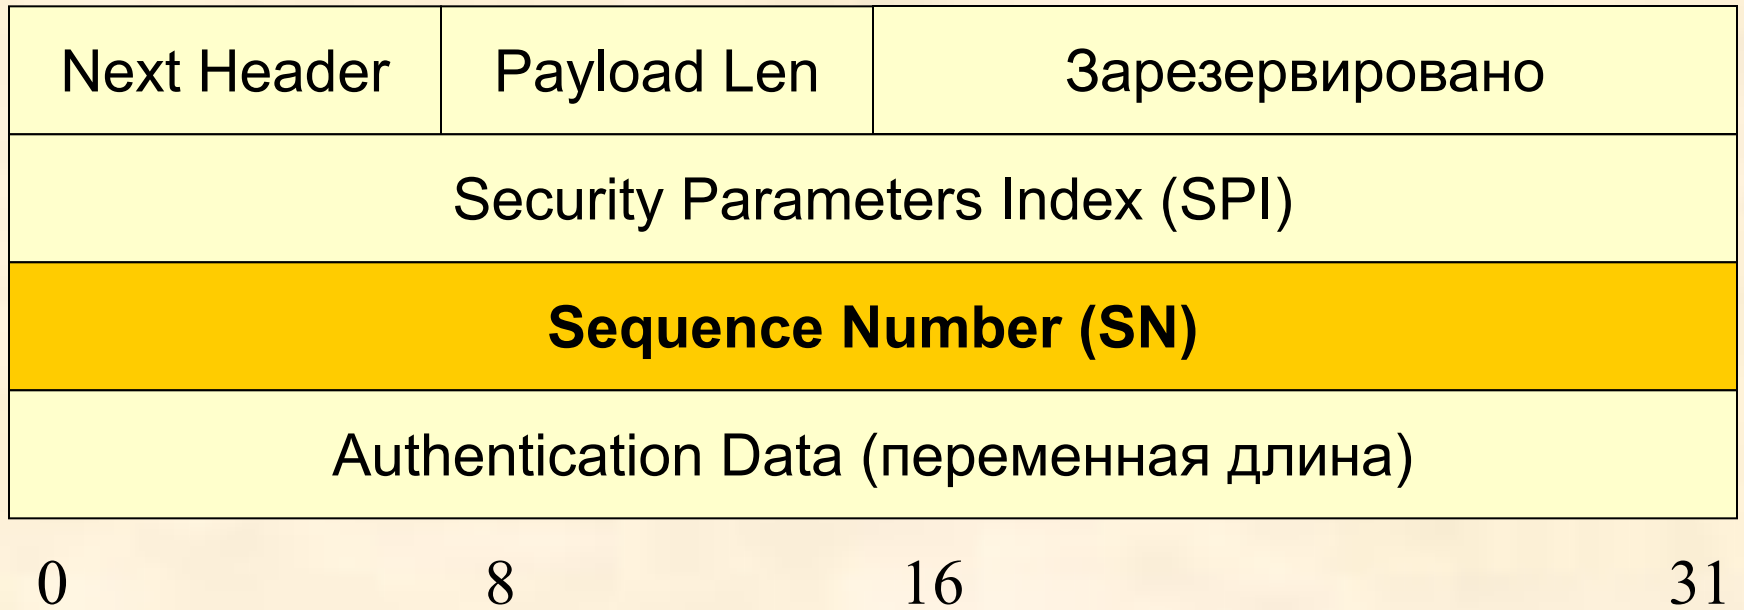 Next Header Payload Len Зарезервировано
Security Parameters Index (SPI)
Sequence Number (SN)
Authentication Data (переменная длина)
0 8 16 31